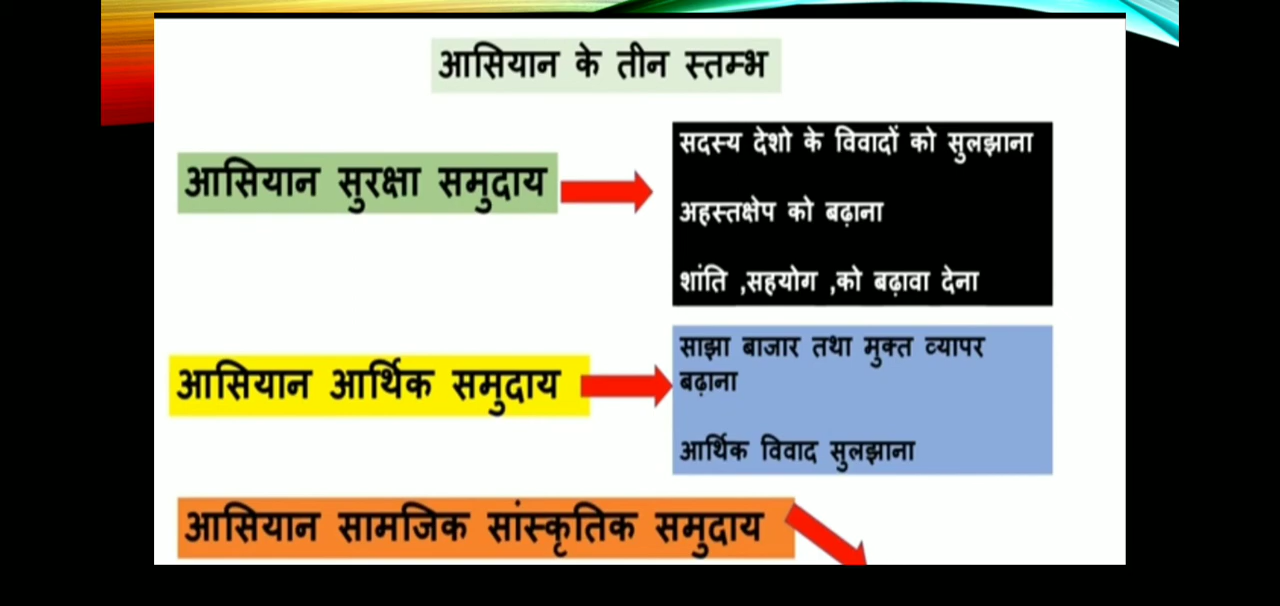 आसियान के तीन स्तम्भ
आसियान सुरक्षा समुदाय
सदस्य देशो के विवादों को सुलझाना
अहस्तक्षेप को बढ़ाना
शांति ,सहयोग ,को बढ़ावा देना
आसियान आर्थिक समुदाय
साझा बाजार तथा मुक्त व्यापर
बढ़ाना
आर्थिक विवाद सुलझाना
आसियान सामजिक सांस्कृतिक समुदाय